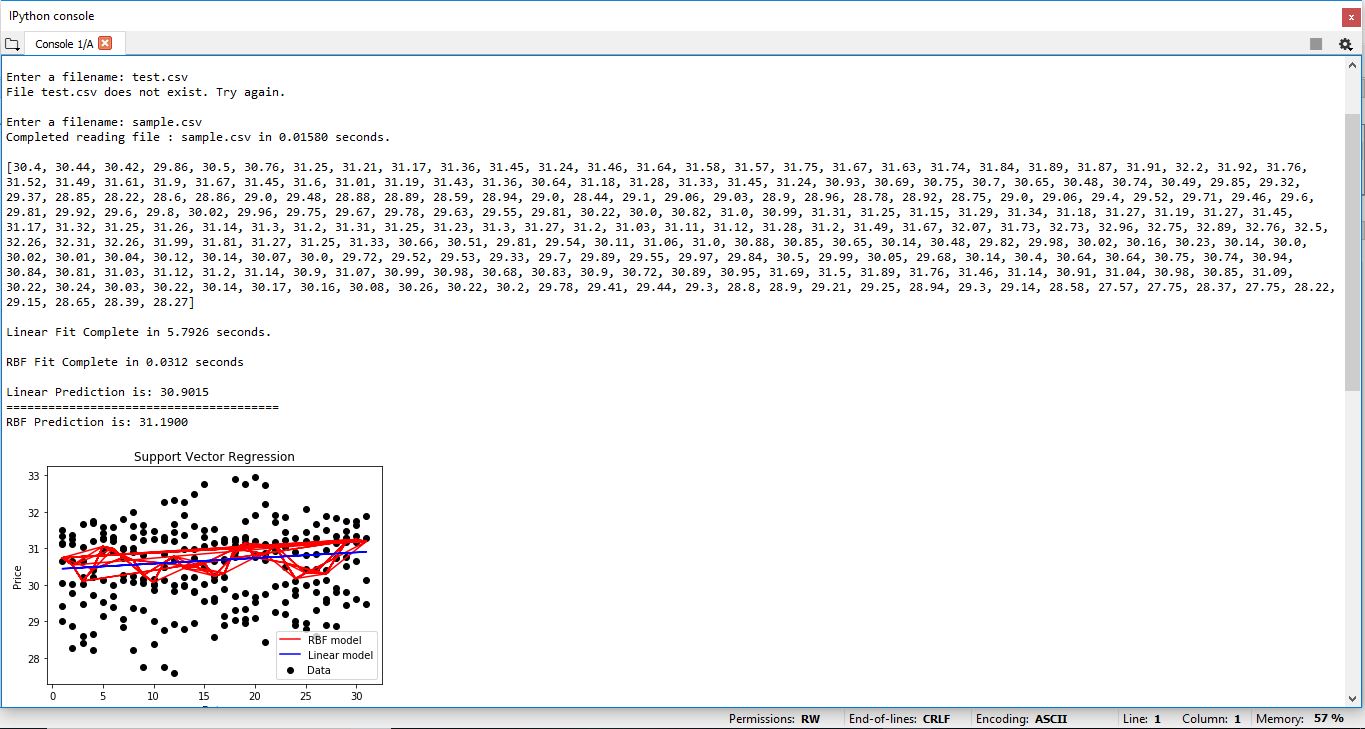 IPython console
Console 1/A
Enter a filename: test.csv
File test.csv does not exist. Try again.
Enter a filename: sample.csv
Completed reading file : sample.csv in 0.01580 seconds.
[30.4, 30.44, 30.42, 29.86, 30.5, 30.76, 31.25, 31.21, 31.17, 31.36, 31.45, 31.24, 31.46, 31.64, 31.58, 31.57, 31.75, 31.67, 31.63, 31.74, 31.84, 31.89, 31.87, 31.91, 32.2, 31.92, 31.76,
31.52, 31.49, 31.61, 31.9, 31.67, 31.45, 31.6, 31.01, 31.19, 31.43, 31.36, 30.64, 31.18, 31.28, 31.33, 31.45, 31.24, 30.93, 30.69, 30.75, 30.7, 30.65, 30.48, 30.74, 30.49, 29.85, 29.32,
29.37, 28.85, 28.22, 28.6, 28.86, 29.0, 29.48, 28.88, 28.89, 28.59, 28.94, 29.0, 28.44, 29.1, 29.06, 29.03, 28.9, 28.96, 28.78, 28.92, 28.75, 29.0, 29.06, 29.4, 29.52, 29.71, 29.46, 29.6,
29.81, 29.92, 29.6, 29.8, 30.02, 29.96, 29.75, 29.67, 29.78, 29.63, 29.55, 29.81, 30.22, 30.0, 30.82, 31.0, 30.99, 31.31, 31.25, 31.15, 31.29, 31.34, 31.18, 31.27, 31.19, 31.27, 31.45,
31.17, 31.32, 31.25, 31.26, 31.14, 31.3, 31.2, 31.31, 31.25, 31.23, 31.3, 31.27, 31.2, 31.03, 31.11, 31.12, 31.28, 31.2, 31.49, 31.67, 32.07, 31.73, 32.73, 32.96, 32.75, 32.89, 32.76, 32.5,
32.26, 32.31, 32.26, 31.99, 31.81, 31.27, 31.25, 31.33, 30.66, 30.51, 29.81, 29.54, 30.11, 31.06, 31.0, 30.88, 30.85, 30.65, 30.14, 30.48, 29.82, 29.98, 30.02, 30.16, 30.23, 30.14, 30.0,
30.02, 30.01, 30.04, 30.12, 30.14, 30.07, 30.0, 29.72, 29.52, 29.53, 29.33, 29.7, 29.89, 29.55, 29.97, 29.84, 30.5, 29.99, 30.05, 29.68, 30.14, 30.4, 30.64, 30.64, 30.75, 30.74, 30.94,
30.84, 30.81, 31.03, 31.12, 31.2, 31.14, 30.9, 31.07, 30.99, 30.98, 30.68, 30.83, 30.9, 30.72, 30.89, 30.95, 31.69, 31.5, 31.89, 31.76, 31.46, 31.14, 30.91, 31.04, 30.98, 30.85, 31.09,
30.22, 30.24, 30.03, 30.22, 30.14, 30.17, 30.16, 30.08, 30.26, 30.22, 30.2, 29.78, 29.41, 29.44, 29.3, 28.8, 28.9, 29.21, 29.25, 28.94, 29.3, 29.14, 28.58, 27.57, 27.75, 28.37, 27.75, 28.22,
29.15, 28.65, 28.39, 28.27]
Linear Fit Complete in 5.7926 seconds.
RBF Fit Complete in 0.0312 seconds
Linear Prediction is: 30.9015
=======================================
RBF Prediction is: 31.1900
Support Vector Regression
33
32
31
30
29
28
Price
RBF model
Linear model
Data
0 5 10 15 20 25 30
Permissions: RW End-of-lines: CRLF Encoding: ASCII Line: 1 Column: 1 Memory: 57 %